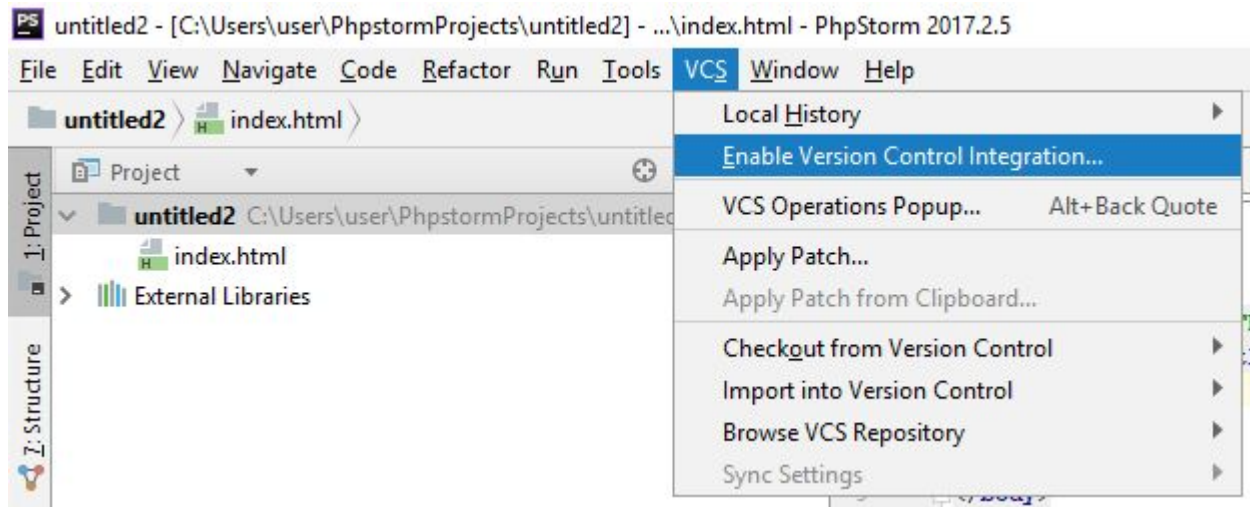 PS untitled2 - [C:\Users\user\PhpstormProjects\untitled2] - ...\index.html - PhpStorm 2017.2.5
File Edit View Navigate Code Refactor Run Tools VCS Window Help
untitled2 index.html
Project
untitled2 C:\Users\user\PhpstormProjects\untitled
H index.html
External Libraries
1: Project
7: Structure
Local History
Enable Version Control Integration...
VCS Operations Popup... Alt+Back Quote
Apply Patch...
Apply Patch from Clipboard...
Checkout from Version Control
Import into Version Control
Browse VCS Repository
Sync Settings
</body>